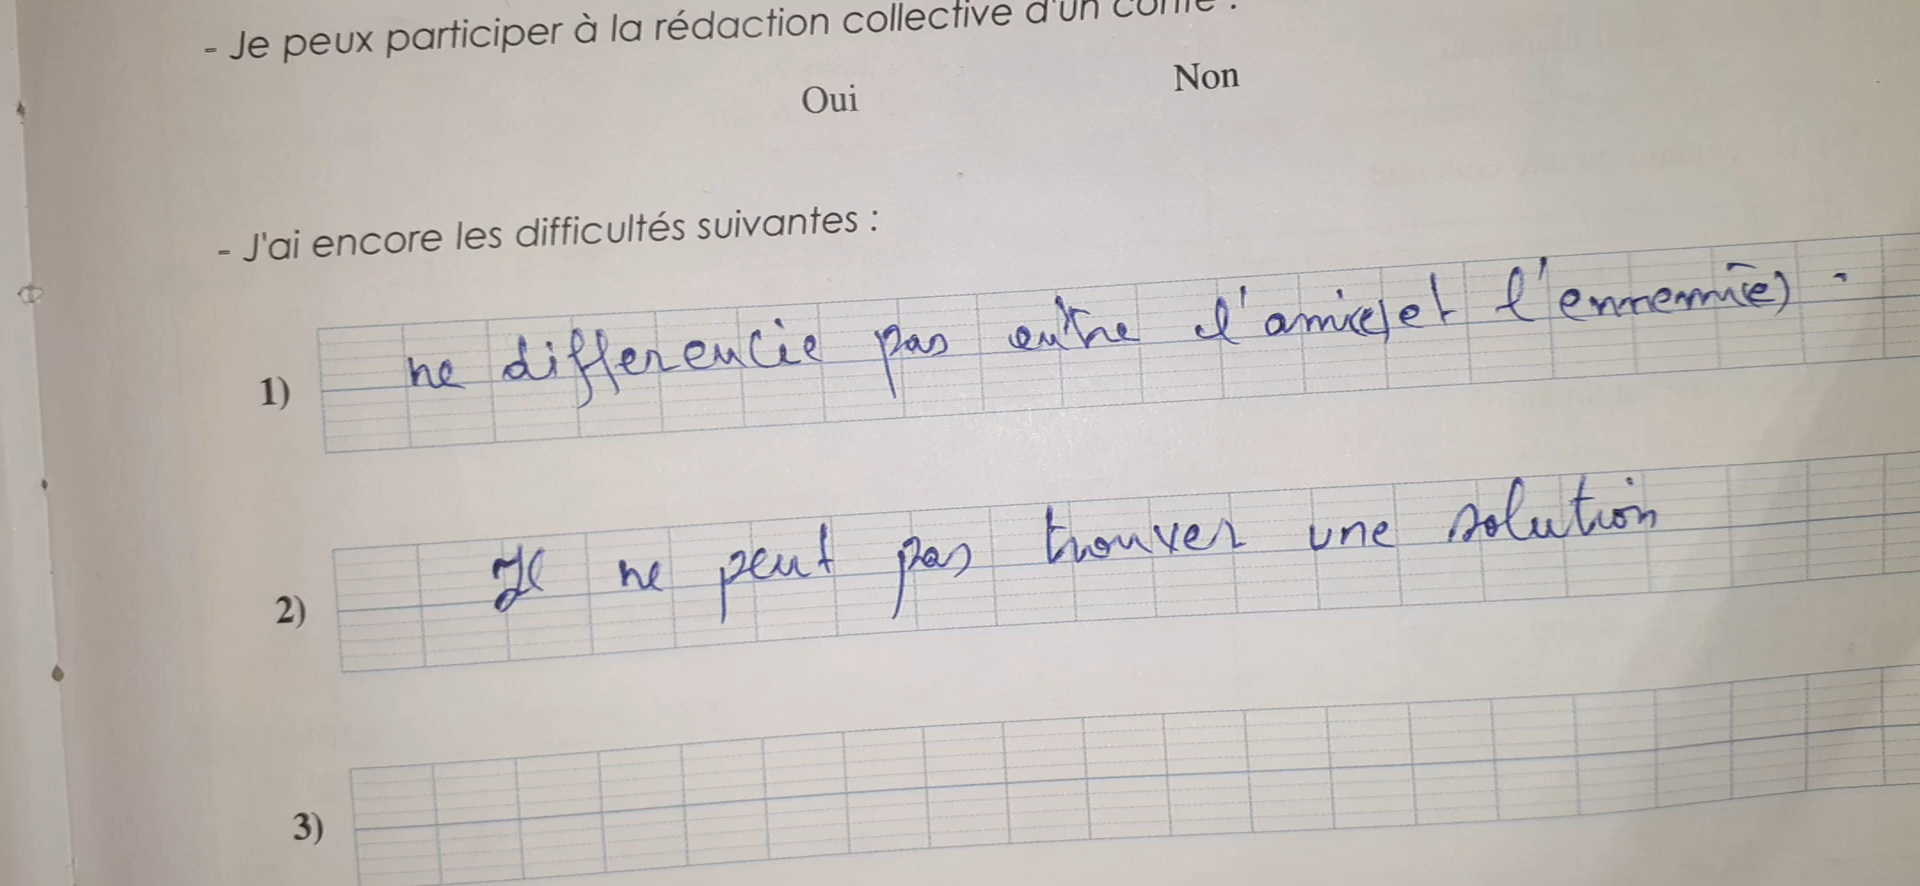 - Je peux participer à la rédaction collective d'un conte :
Oui Non
- J'ai encore les difficultés suivantes :
1) ne differencie pas entre l'ami(e) et l'ennemi(e) .
2) Il ne peut pas trouver une solution
3)